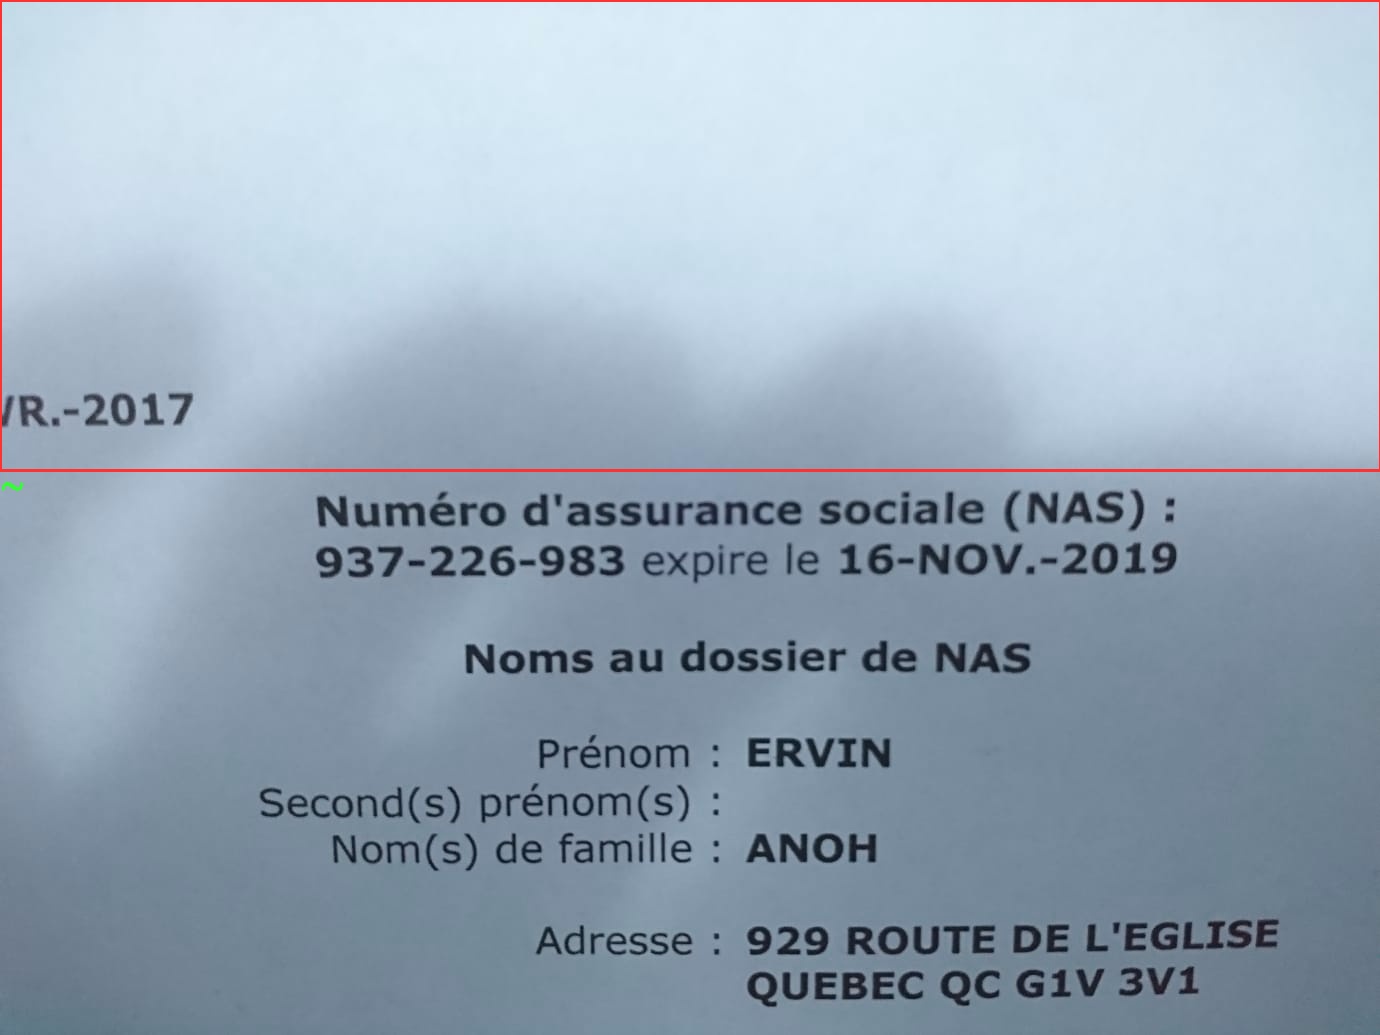 VR.-2017
Numéro d'assurance sociale (NAS) :
937-226-983 expire le 16-NOV.-2019
Noms au dossier de NAS
Prénom : ERVIN
Second(s) prénom(s) :
Nom(s) de famille : ANOH
Adresse : 929 ROUTE DE L'EGLISE
QUEBEC QC G1V 3V1